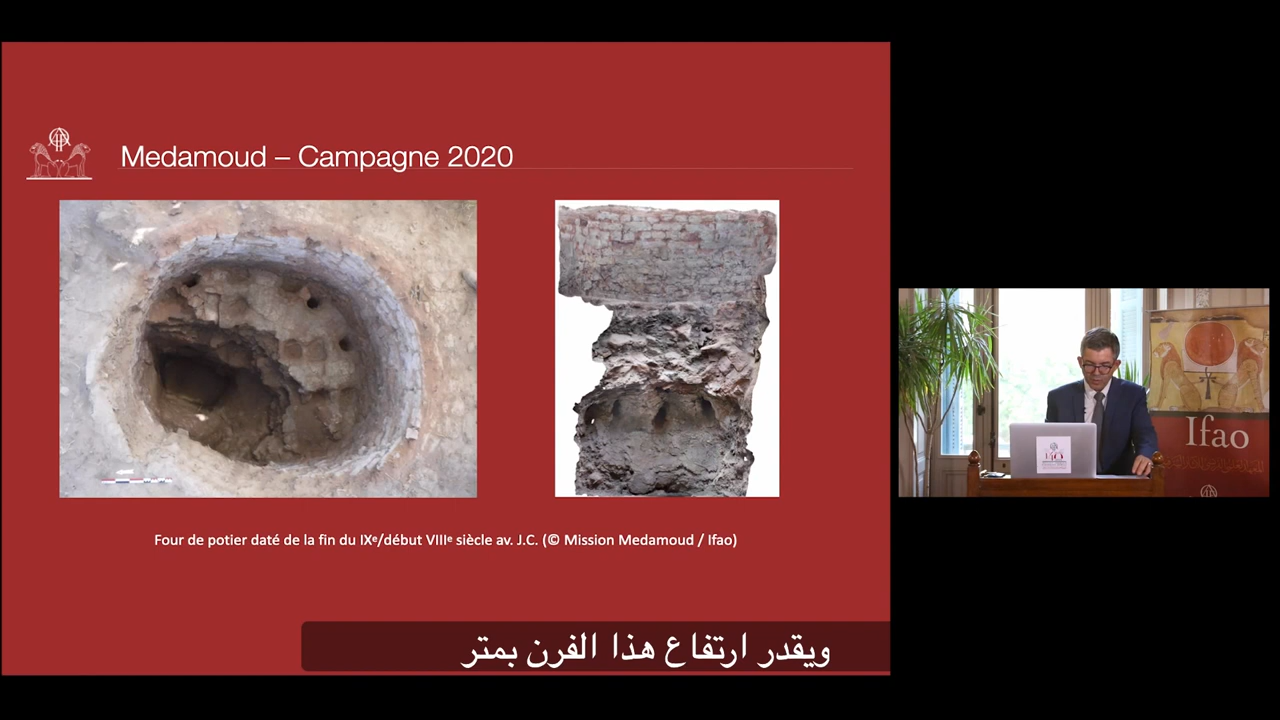 Medamoud – Campagne 2020
Four de potier daté de la fin du IXᵉ/début VIIIᵉ siècle av. J.C. (© Mission Medamoud / Ifao)
ويقدر ارتفاع هذا الفرن بمتر
Ifao